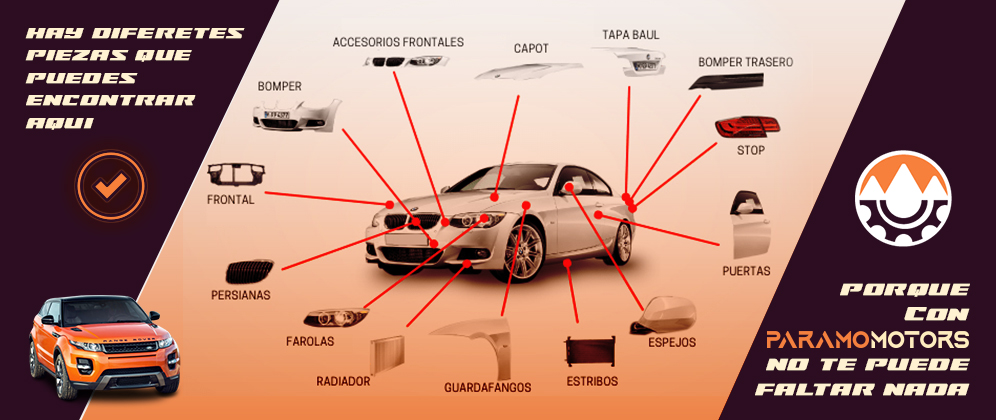 HAY DIFERETES
PIEZAS QUE
PUEDES
ENCONTRAR
AQUI
ACCESORIOS FRONTALES
CAPOT
TAPA BAUL
BOMPER TRASERO
BOMPER
STOP
FRONTAL
PUERTAS
PERSIANAS
FAROLAS
ESPEJOS
RADIADOR
GUARDAFANGOS
ESTRIBOS
PORQUE
CON
PARAMOMOTORS
NO TE PUEDE
FALTAR NADA